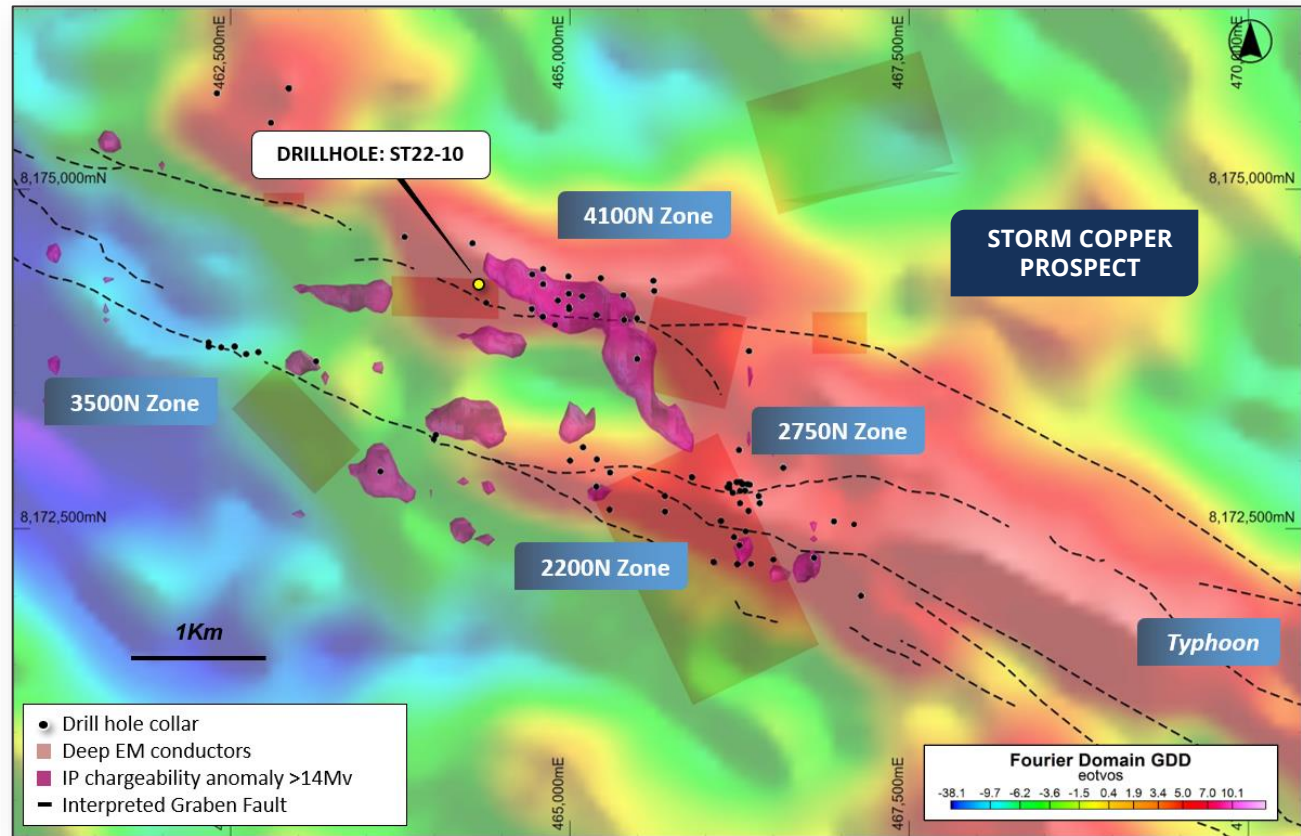 462,500mE
465,000mE
467,500mE
470,000mE
DRILLHOLE: ST22-10
8,175,000mN
8,175,000mN
4100N Zone
STORM COPPER
PROSPECT
3500N Zone
2750N Zone
8,172,500mN
8,172,500mN
2200N Zone
1Km
Typhoon
Drill hole collar
Deep EM conductors
IP chargeability anomaly >14Mv
Interpreted Graben Fault
465,000mE
467,500mE
Fourier Domain GDD
eotvos
-38.1 -9.7 -6.2 -3.6 -1.5 0.4 1.9 3.4 5.0 7.0 10.1